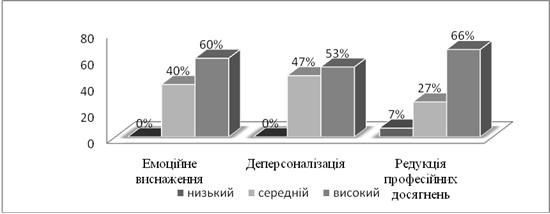 80
60
40
20
0
0%
40%
60%
0%
47%
53%
7%
27%
66%
Емоційне
виснаження
Деперсоналізація
Редукція
професійних
досягнень
низький
середній
високий